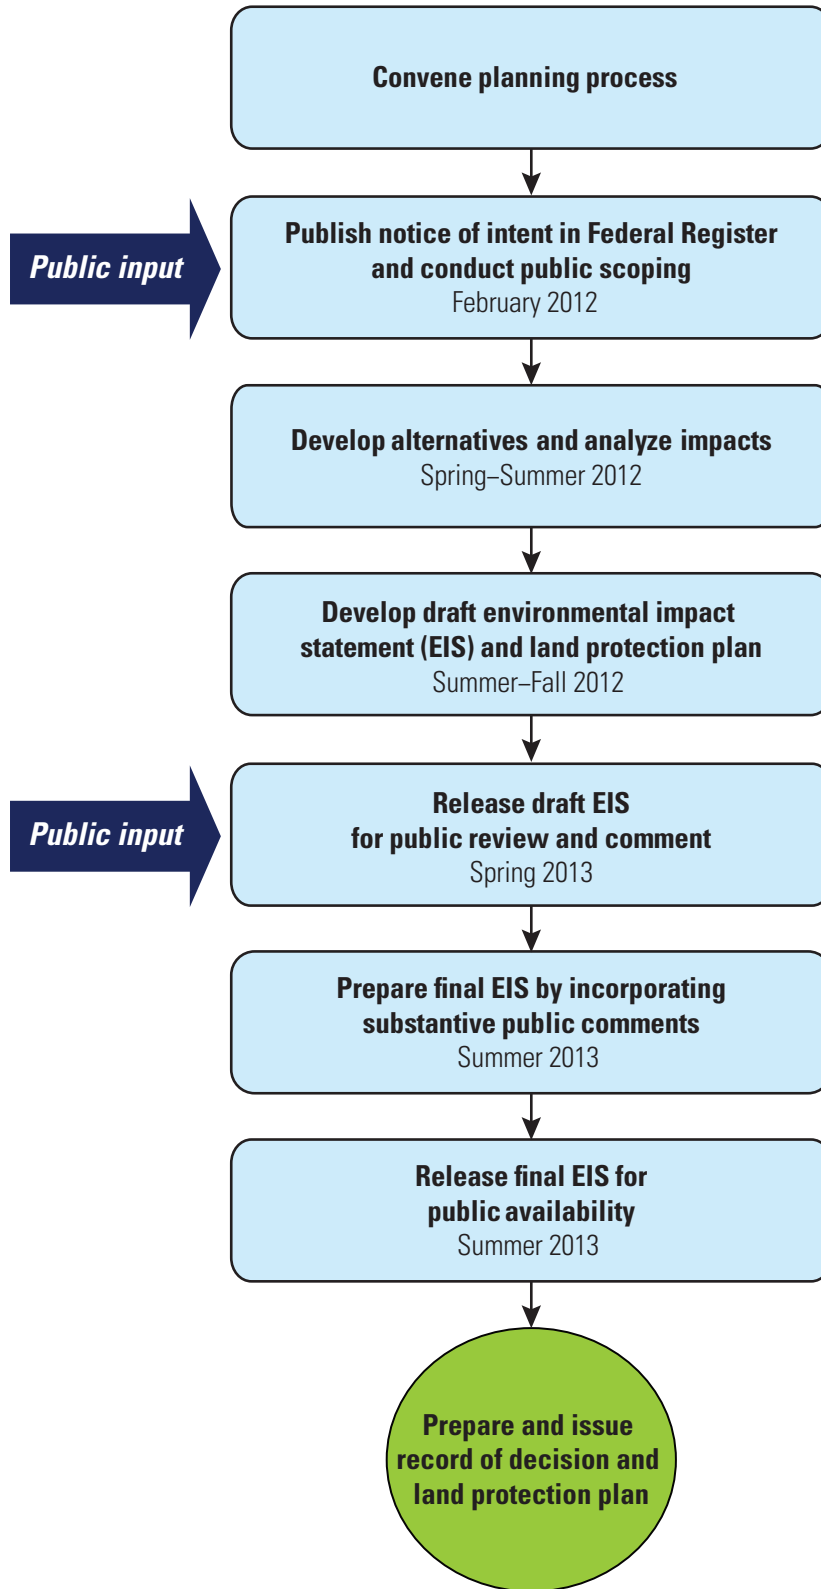 Convene planning process
Public input
Publish notice of intent in Federal Register
and conduct public scoping
February 2012
Develop alternatives and analyze impacts
Spring–Summer 2012
Develop draft environmental impact
statement (EIS) and land protection plan
Summer–Fall 2012
Public input
Release draft EIS
for public review and comment
Spring 2013
Prepare final EIS by incorporating
substantive public comments
Summer 2013
Release final EIS for
public availability
Summer 2013
Prepare and issue
record of decision and
land protection plan